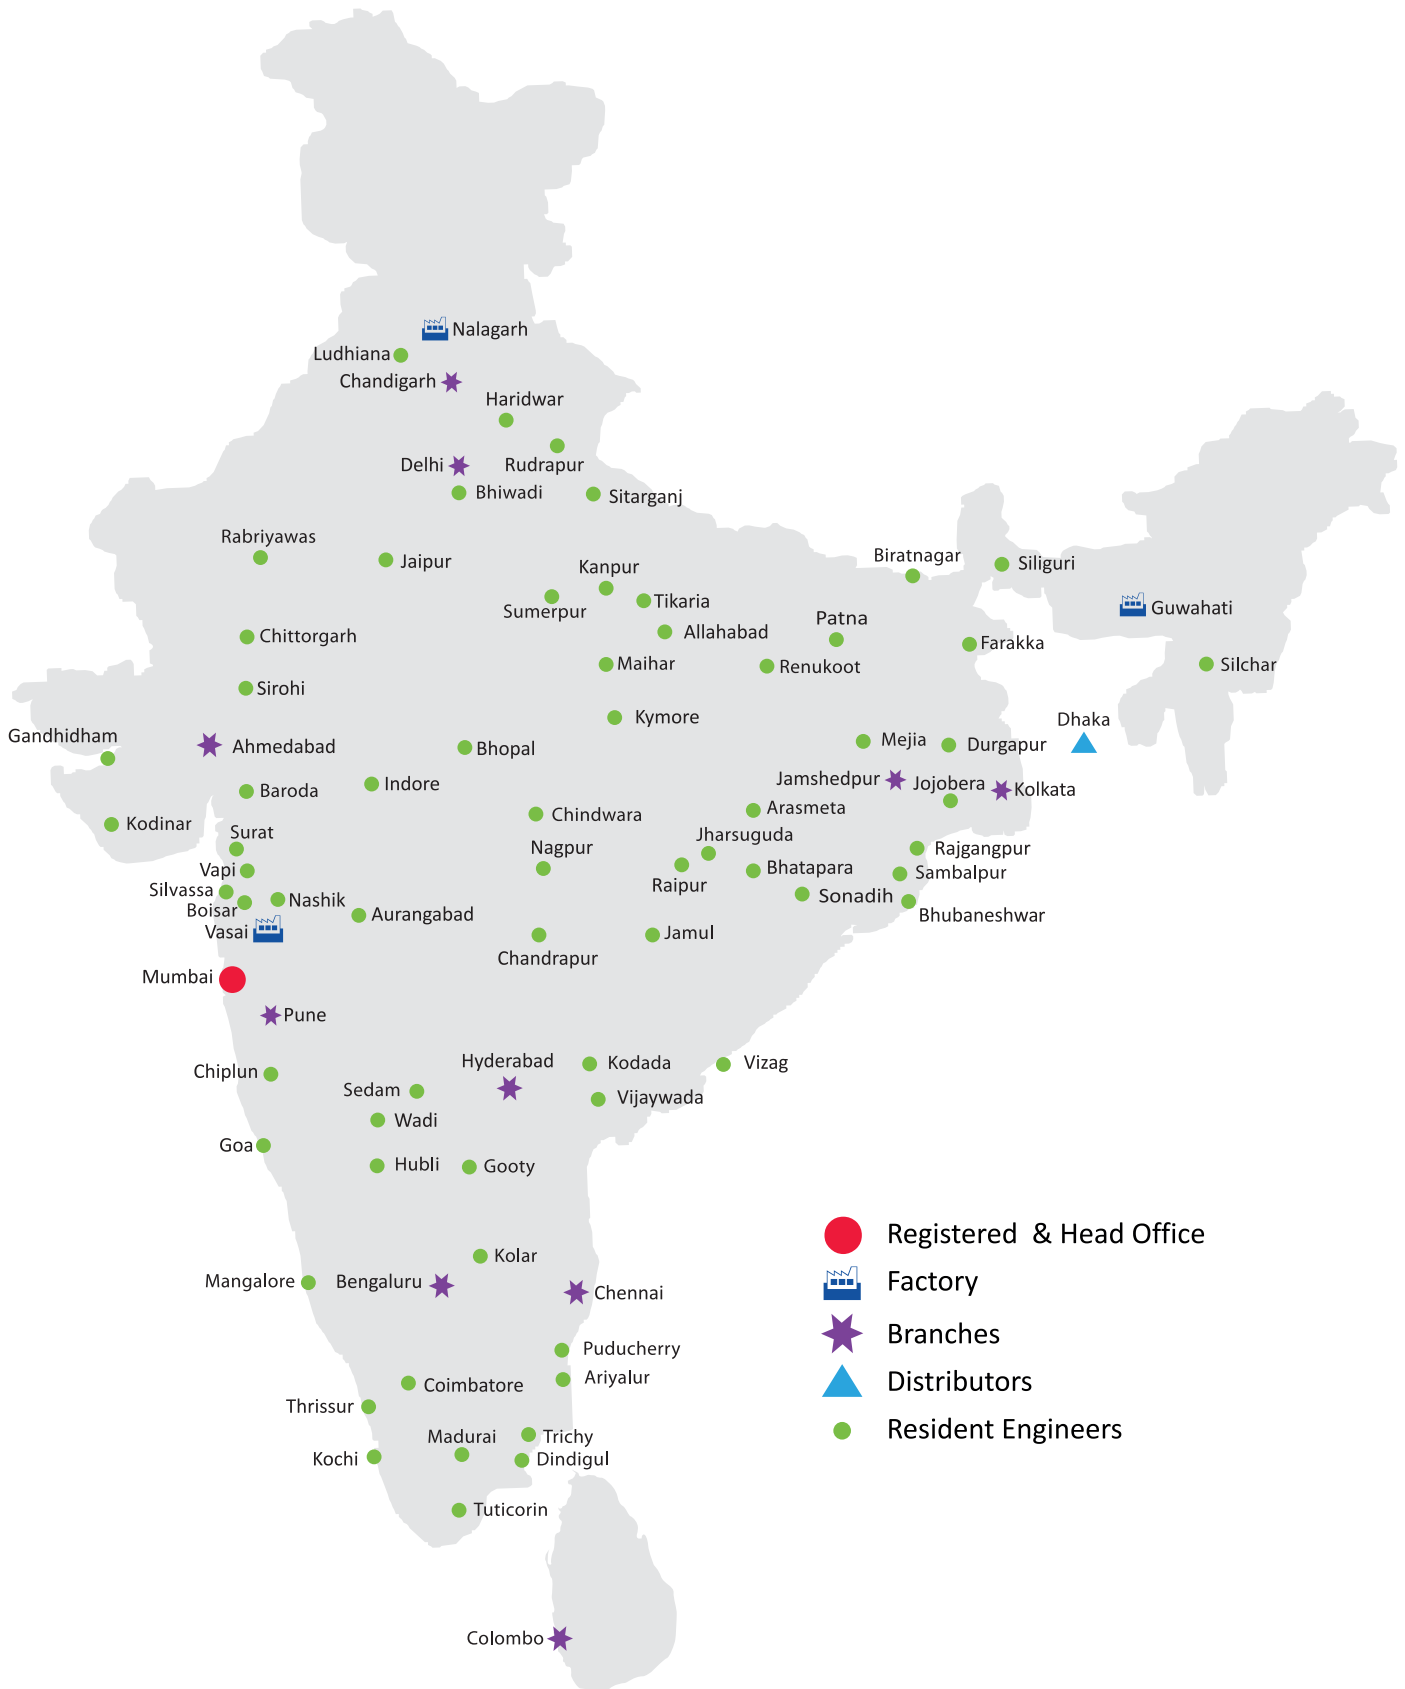 Nalagarh
Ludhiana
Chandigarh
Haridwar
Delhi
Rudrapur
Bhiwadi
Sitarganj
Rabriyawas
Jaipur
Biratnagar
Siliguri
Kanpur
Sumerpur
Tikaria
Guwahati
Patna
Chittorgarh
Allahabad
Farakka
Maihar
Renukoot
Silchar
Sirohi
Kymore
Dhaka
Gandhidham
Ahmedabad
Bhopal
Mejia
Durgapur
Jamshedpur
Jojobera
Kolkata
Baroda
Indore
Arasmeta
Kodinar
Chindwara
Surat
Jharsuguda
Nagpur
Rajgangpur
Vapi
Bhatapara
Sambalpur
Raipur
Silvassa
Nashik
Sonadih
Boisar
Aurangabad
Bhubaneshwar
Vasai
Jamul
Chandrapur
Mumbai
Pune
Hyderabad
Kodada
Vizag
Chiplun
Sedam
Vijaywada
Wadi
Goa
Hubli
Gooty
Registered & Head Office
Kolar
Mangalore
Bengaluru
Factory
Chennai
Branches
Puducherry
Ariyalur
Distributors
Coimbatore
Thrissur
Resident Engineers
Madurai
Trichy
Kochi
Dindigul
Tuticorin
Colombo